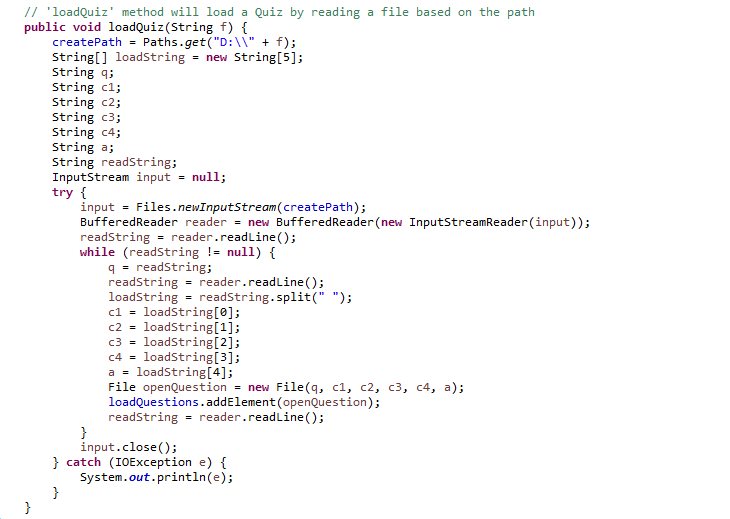 // 'loadQuiz' method will load a Quiz by reading a file based on the path
public void loadQuiz(String f) {
    createPath = Paths.get("D:\\" + f);
    String[] loadString = new String[5];
    String q;
    String c1;
    String c2;
    String c3;
    String c4;
    String a;
    String readString;
    InputStream input = null;
    try {
        input = Files.newInputStream(createPath);
        BufferedReader reader = new BufferedReader(new InputStreamReader(input));
        readString = reader.readLine();
        while (readString != null) {
            q = readString;
            readString = reader.readLine();
            loadString = readString.split(" ");
            c1 = loadString[0];
            c2 = loadString[1];
            c3 = loadString[2];
            c4 = loadString[3];
            a = loadString[4];
            File openQuestion = new File(q, c1, c2, c3, c4, a);
            loadQuestions.addElement(openQuestion);
            readString = reader.readLine();
        }
        input.close();
    } catch (IOException e) {
        System.out.println(e);
    }
}